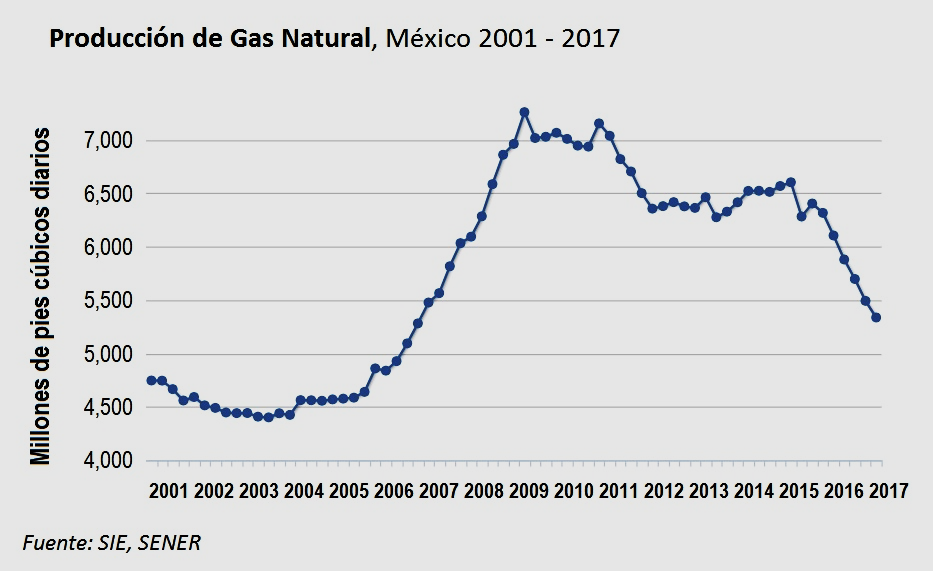 Producción de Gas Natural, México 2001 - 2017
Millones de pies cúbicos diarios
7,000
6,500
6,000
5,500
5,000
4,500
4,000
2001 2002 2003 2004 2005 2006 2007 2008 2009 2010 2011 2012 2013 2014 2015 2016 2017
Fuente: SIE, SENER